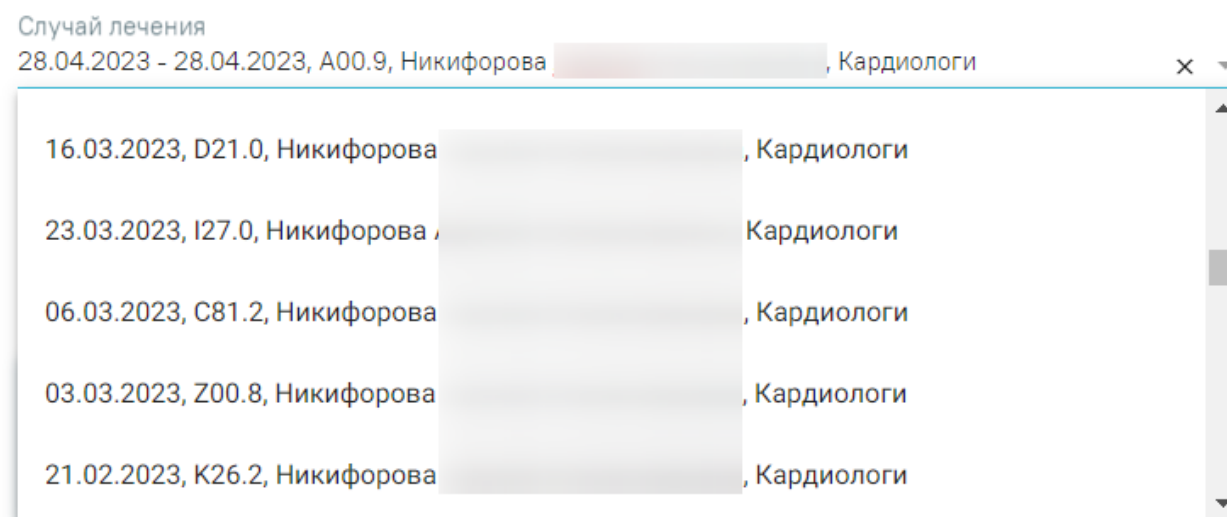 Случай лечения
28.04.2023 - 28.04.2023, A00.9, Никифорова , Кардиологи
16.03.2023, D21.0, Никифорова , Кардиологи
23.03.2023, I27.0, Никифорова Кардиологи
06.03.2023, C81.2, Никифорова , Кардиологи
03.03.2023, Z00.8, Никифорова , Кардиологи
21.02.2023, K26.2, Никифорова , Кардиологи